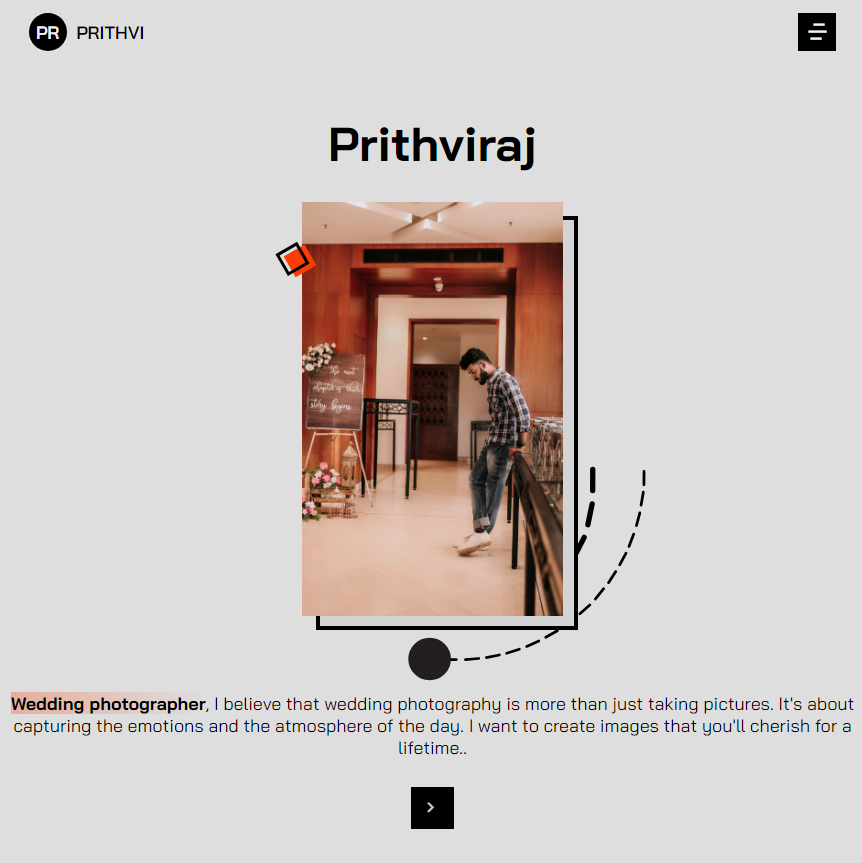 PR PRITHVI
Prithviraj
the next
chapter of their
story begins
Wedding photographer, I believe that wedding photography is more than just taking pictures. It's about
capturing the emotions and the atmosphere of the day. I want to create images that you'll cherish for a
lifetime..